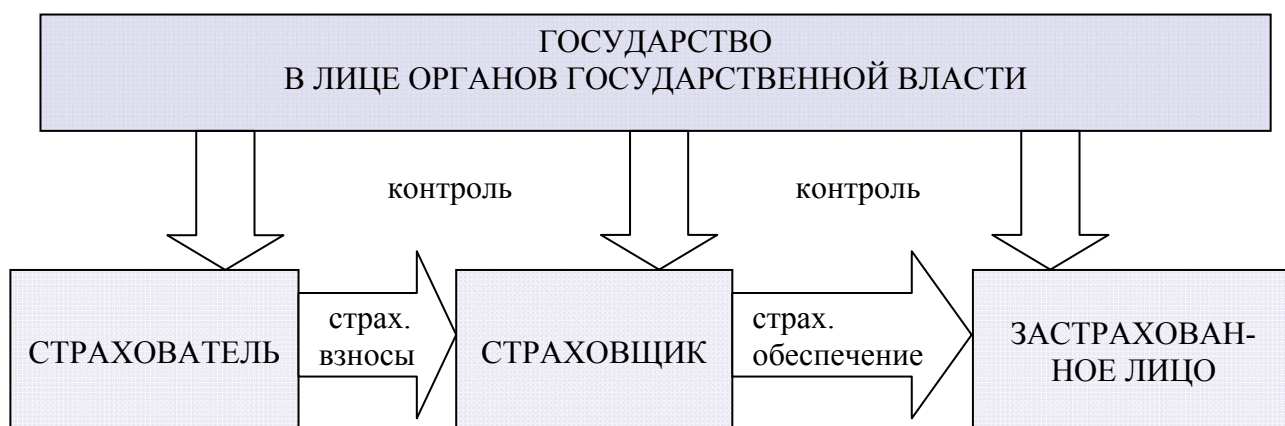 ГОСУДАРСТВО
В ЛИЦЕ ОРГАНОВ ГОСУДАРСТВЕННОЙ ВЛАСТИ
контроль
контроль
СТРАХОВАТЕЛЬ
страх.
взносы
СТРАХОВЩИК
страх.
обеспечение
ЗАСТРАХОВАН-
НОЕ ЛИЦО